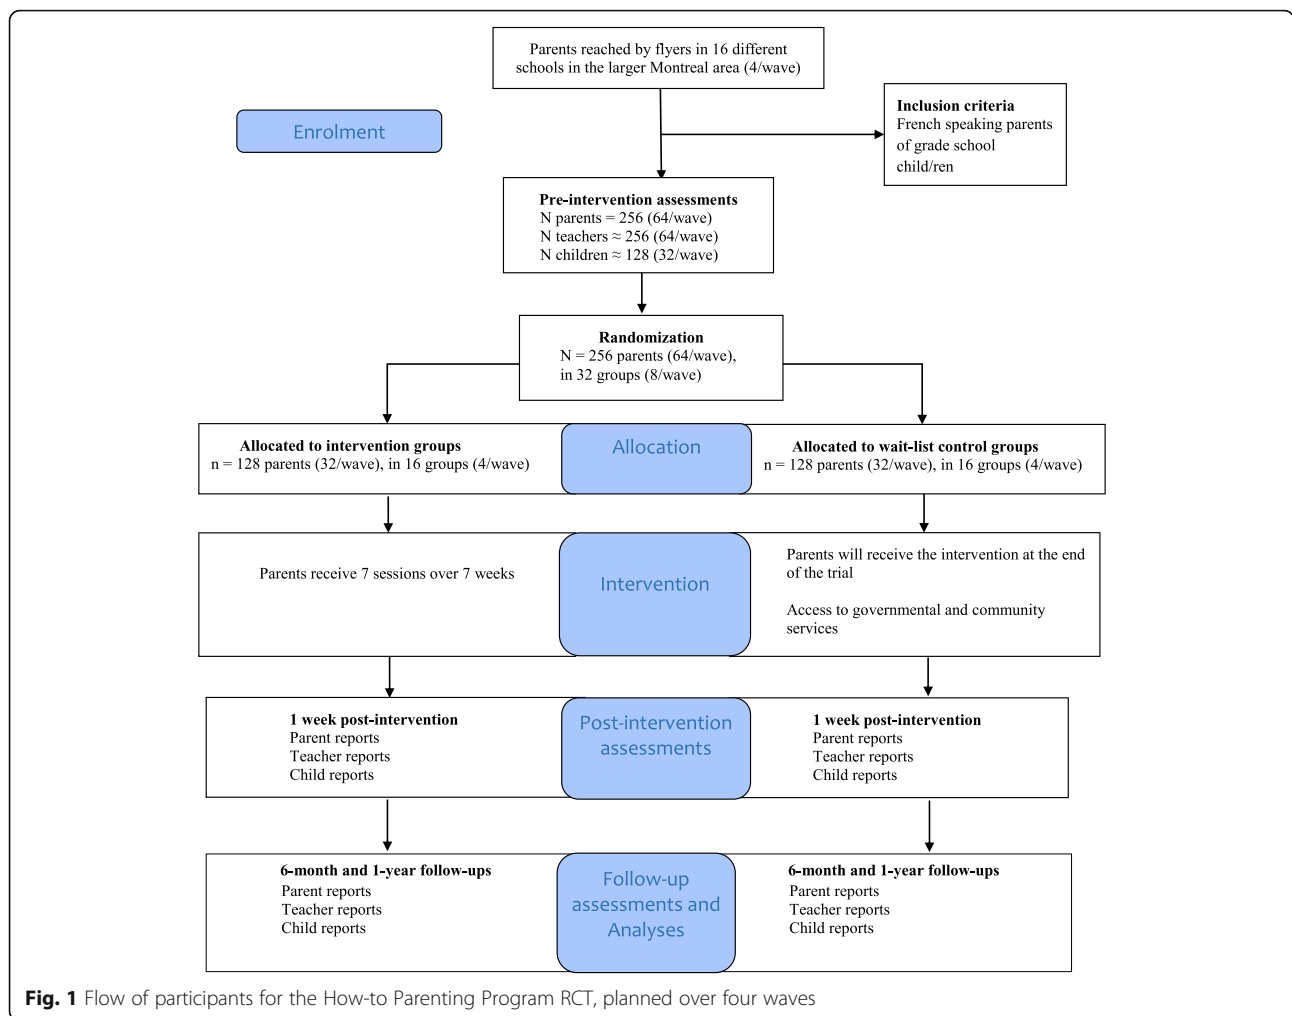 Parents reached by flyers in 16 different
schools in the larger Montreal area (4/wave)
Enrolment
Inclusion criteria
French speaking parents
of grade school
child/ren
Pre-intervention assessments
N parents = 256 (64/wave)
N teachers ≈ 256 (64/wave)
N children ≈ 128 (32/wave)
Randomization
N = 256 parents (64/wave),
in 32 groups (8/wave)
Allocated to intervention groups
n = 128 parents (32/wave), in 16 groups (4/wave)
Allocation
Allocated to wait-list control groups
n = 128 parents (32/wave), in 16 groups (4/wave)
Parents receive 7 sessions over 7 weeks
Intervention
Parents will receive the intervention at the end
of the trial
Access to governmental and community
services
1 week post-intervention
Parent reports
Teacher reports
Child reports
Post-intervention
assessments
1 week post-intervention
Parent reports
Teacher reports
Child reports
6-month and 1-year follow-ups
Parent reports
Teacher reports
Child reports
Follow-up
assessments and
Analyses
6-month and 1-year follow-ups
Parent reports
Teacher reports
Child reports
Fig. 1 Flow of participants for the How-to Parenting Program RCT, planned over four waves